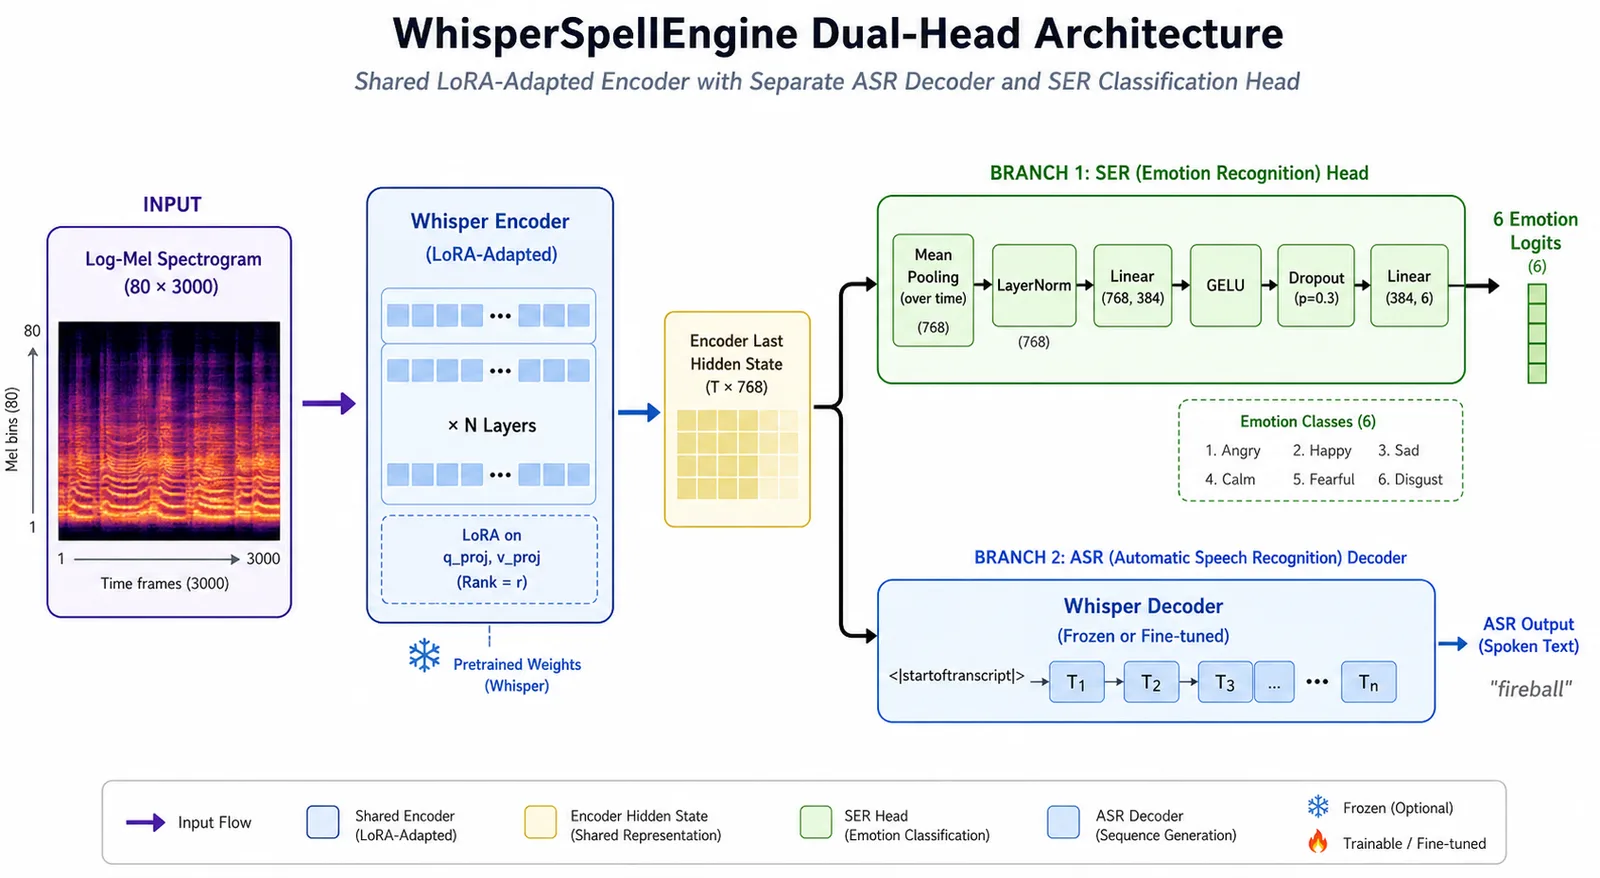 WhisperSpellEngine Dual-Head Architecture
Shared LoRA-Adapted Encoder with Separate ASR Decoder and SER Classification Head
INPUT
Log-Mel Spectrogram
(80 × 3000)
80
Mel bins (80)
1
1
3000
Time frames (3000)
Whisper Encoder
(LoRA-Adapted)
•••
•••
× N Layers
•••
LoRA on
q_proj, v_proj
(Rank = r)
Pretrained Weights
(Whisper)
Encoder Last
Hidden State
(T × 768)
BRANCH 1: SER (Emotion Recognition) Head
Mean
Pooling
(over time)
(768)
LayerNorm
(768)
Linear
(768, 384)
GELU
Dropout
(p=0.3)
Linear
(384, 6)
6 Emotion
Logits
(6)
Emotion Classes (6)
1. Angry 2. Happy 3. Sad
4. Calm 5. Fearful 6. Disgust
BRANCH 2: ASR (Automatic Speech Recognition) Decoder
Whisper Decoder
(Frozen or Fine-tuned)
<|startoftranscript|> T1 T2 T3 ... ••• Tn
ASR Output
(Spoken Text)
"fireball"
Input Flow
Shared Encoder
(LoRA-Adapted)
Encoder Hidden State
(Shared Representation)
SER Head
(Emotion Classification)
ASR Decoder
(Sequence Generation)
Frozen (Optional)
Trainable / Fine-tuned